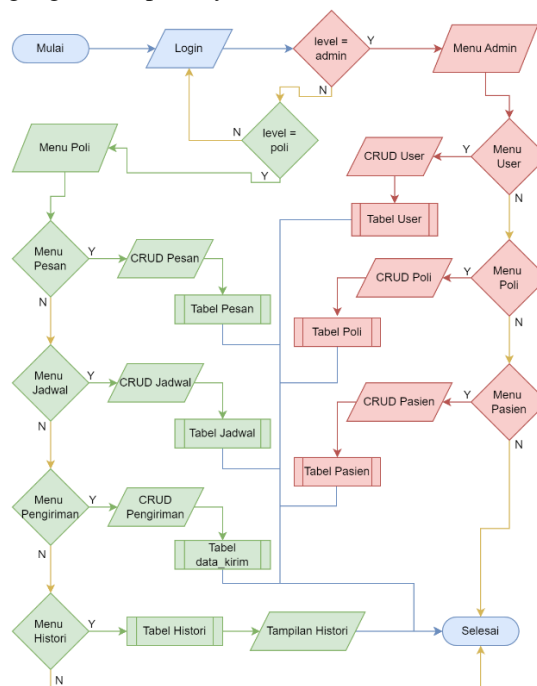 Mulai
Login
level =
admin
Y
Menu Admin
N
level =
poli
N
Y
Menu Poli
Menu
User
Y
CRUD User
N
Tabel User
Menu
Pesan
Y
CRUD Pesan
N
Tabel Pesan
Menu
Poli
Y
CRUD Poli
N
Tabel Poli
Menu
Jadwal
Y
CRUD Jadwal
N
Tabel Jadwal
Menu
Pasien
Y
CRUD Pasien
N
Tabel Pasien
Menu
Pengiriman
Y
CRUD
Pengiriman
N
Tabel
data_kirim
Menu
Histori
Y
Tabel Histori
Tampilan Histori
Selesai
N